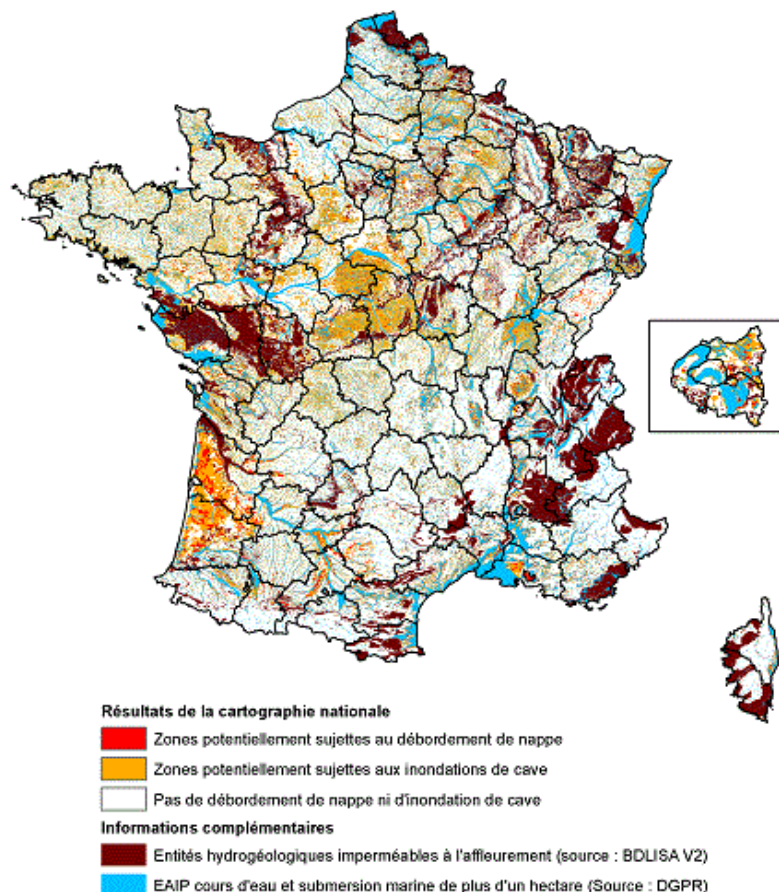 Résultats de la cartographie nationale
Zones potentiellement sujettes au débordement de nappe
Zones potentiellement sujettes aux inondations de cave
Pas de débordement de nappe ni d'inondation de cave
Informations complémentaires
Entités hydrogéologiques imperméables à l'affleurement (source : BDLISA V2)
EAIP cours d'eau et submersion marine de plus d'un hectare (Source : DGPR)